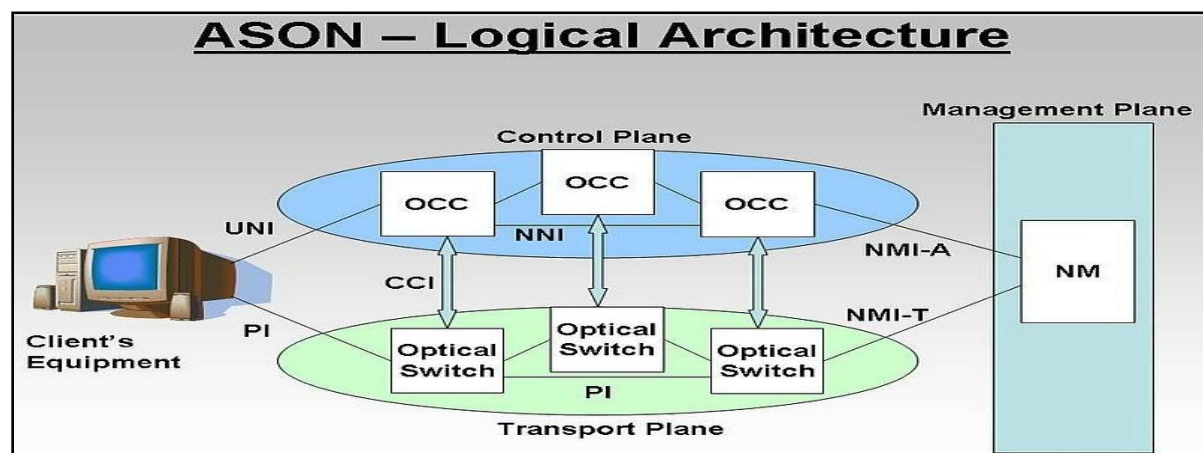 ASON – Logical Architecture
Management Plane
Control Plane
OCC
OCC
OCC
UNI
NNI
NMI-A
NM
CCI
PI
Client's
Equipment
Optical
Switch
Optical
Switch
Optical
Switch
NMI-T
PI
Transport Plane